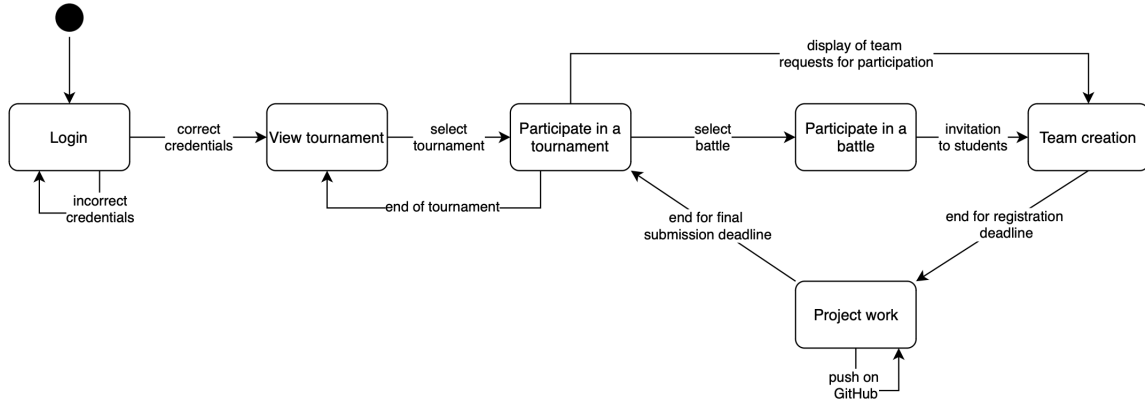 display of team
requests for participation
Login
correct
credentials
View tournament
select
tournament
Participate in a
tournament
select
battle
Participate in a
battle
invitation
to students
Team creation
incorrect
credentials
end of tournament
end for final
submission deadline
end for registration
deadline
Project work
push on
GitHub